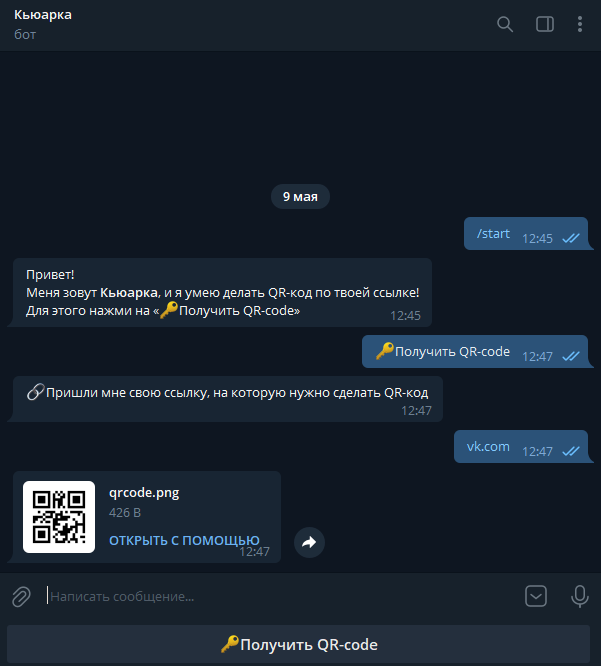 Кьюарка
бот
9 мая
/start 12:45
Привет!
Меня зовут Кьюарка, и я умею делать QR-код по твоей ссылке!
Для этого нажми на «🔑Получить QR-code» 12:45
🔑Получить QR-code 12:47
🔗Пришли мне свою ссылку, на которую нужно сделать QR-код
12:47
vk.com 12:47
qrcode.png
426 B
ОТКРЫТЬ С ПОМОЩЬЮ
12:47
Написать сообщение...
🔑Получить QR-code